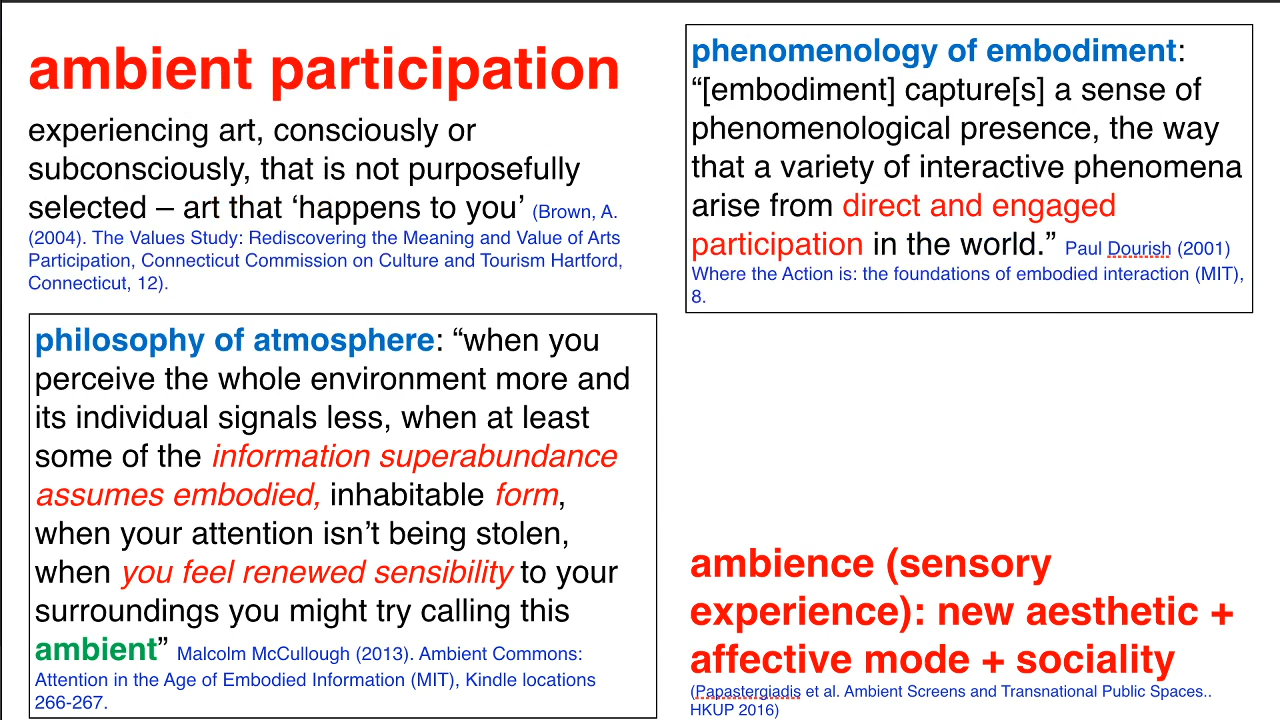 ambient participation
experiencing art, consciously or
subconsciously, that is not purposefully
selected – art that ‘happens to you’ (Brown, A.
(2004). The Values Study: Rediscovering the Meaning and Value of Arts
Participation, Connecticut Commission on Culture and Tourism Hartford,
Connecticut, 12).
philosophy of atmosphere: “when you
perceive the whole environment more and
its individual signals less, when at least
some of the information superabundance
assumes embodied, inhabitable form,
when your attention isn’t being stolen,
when you feel renewed sensibility to your
surroundings you might try calling this
ambient” Malcolm McCullough (2013). Ambient Commons:
Attention in the Age of Embodied Information (MIT), Kindle locations
266-267.
phenomenology of embodiment:
“[embodiment] capture[s] a sense of
phenomenological presence, the way
that a variety of interactive phenomena
arise from direct and engaged
participation in the world.” Paul Dourish (2001)
Where the Action is: the foundations of embodied interaction (MIT),
8.
ambience (sensory
experience): new aesthetic +
affective mode + sociality
(Papastergiadis et al. Ambient Screens and Transnational Public Spaces..
HKUP 2016)